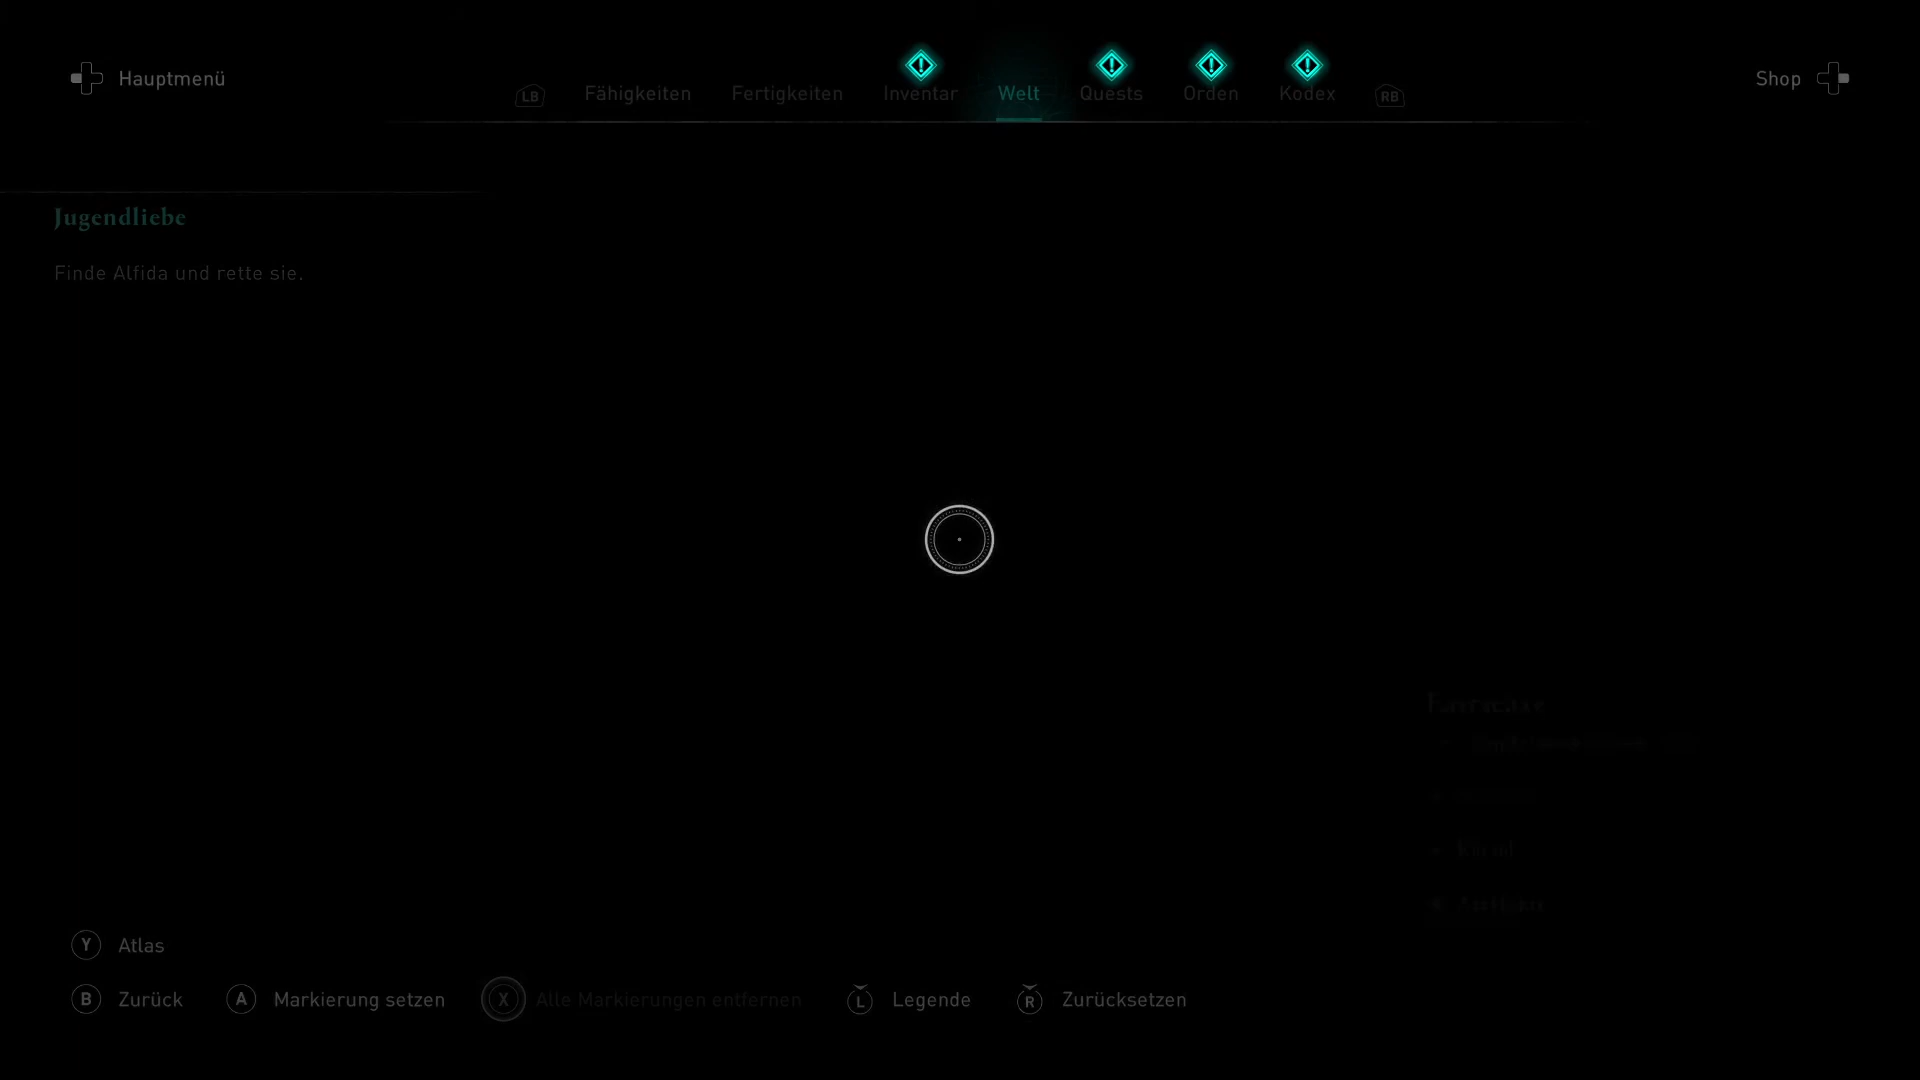 Hauptmenü
LB Fähigkeiten Fertigkeiten Inventar Welt Quests Orden Kodex RB
Shop
Jugendliebe
Finde Alfida und rette sie.
Y Atlas
B Zurück A Markierung setzen X Alle Markierungen entfernen L Legende R Zurücksetzen